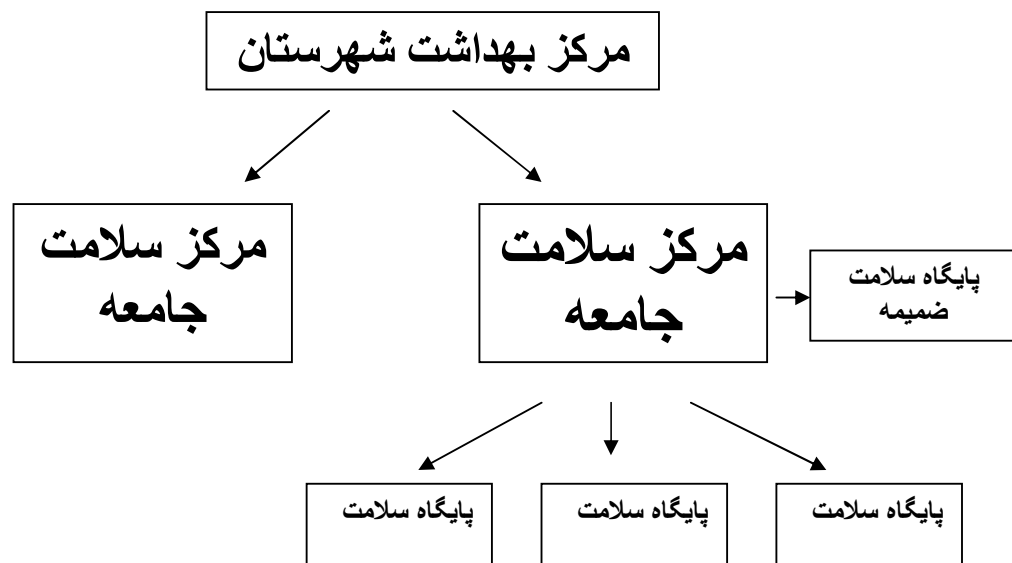 مرکز بهداشت شهرستان
مرکز سلامت
جامعه
مرکز سلامت
جامعه
پایگاه سلامت
ضمیمه
پایگاه سلامت
پایگاه سلامت
پایگاه سلامت